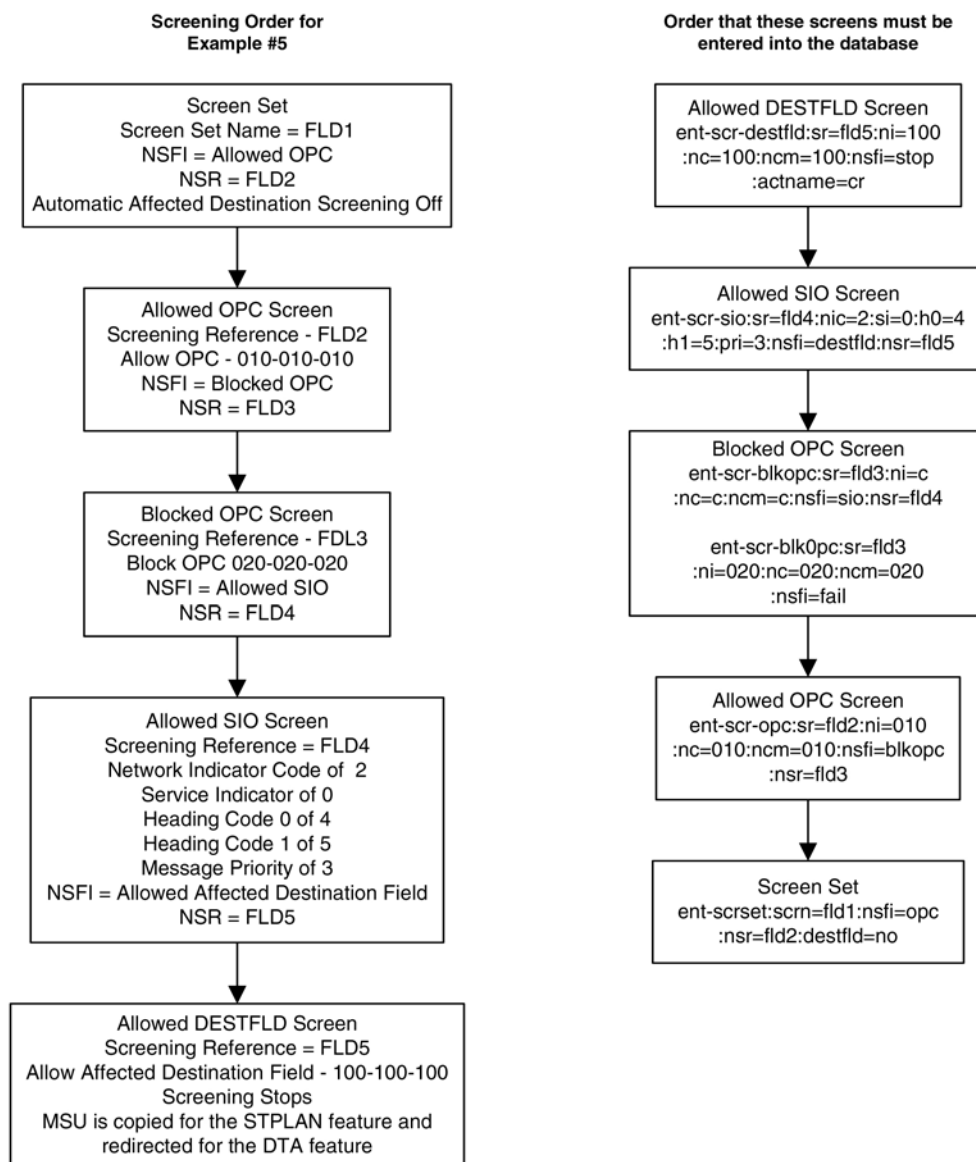 Screening Order for
Example #5
Screen Set
Screen Set Name = FLD1
NSFI = Allowed OPC
NSR = FLD2
Automatic Affected Destination Screening Off
Allowed OPC Screen
Screening Reference - FLD2
Allow OPC - 010-010-010
NSFI = Blocked OPC
NSR = FLD3
Blocked OPC Screen
Screening Reference - FDL3
Block OPC 020-020-020
NSFI = Allowed SIO
NSR = FLD4
Allowed SIO Screen
Screening Reference = FLD4
Network Indicator Code of 2
Service Indicator of 0
Heading Code 0 of 4
Heading Code 1 of 5
Message Priority of 3
NSFI = Allowed Affected Destination Field
NSR = FLD5
Allowed DESTFLD Screen
Screening Reference = FLD5
Allow Affected Destination Field - 100-100-100
Screening Stops
MSU is copied for the STPLAN feature and
redirected for the DTA feature
Order that these screens must be
entered into the database
Allowed DESTFLD Screen
ent-scr-destfld:sr=fld5:ni=100
:nc=100:ncm=100:nsfi=stop
:actname=cr
Allowed SIO Screen
ent-scr-sio:sr=fld4:nic=2:si=0:h0=4
:h1=5:pri=3:nsfi=destfld:nsr=fld5
Blocked OPC Screen
ent-scr-blkopc:sr=fld3:ni=c
:nc=c:ncm=c:nsfi=sio:nsr=fld4
ent-scr-blk0pc:sr=fld3
:ni=020:nc=020:ncm=020
:nsfi=fail
Allowed OPC Screen
ent-scr-opc:sr=fld2:ni=010
:nc=010:ncm=010:nsfi=blkopc
:nsr=fld3
Screen Set
ent-scrset:scrn=fld1:nsfi=opc
:nsr=fld2:destfld=no